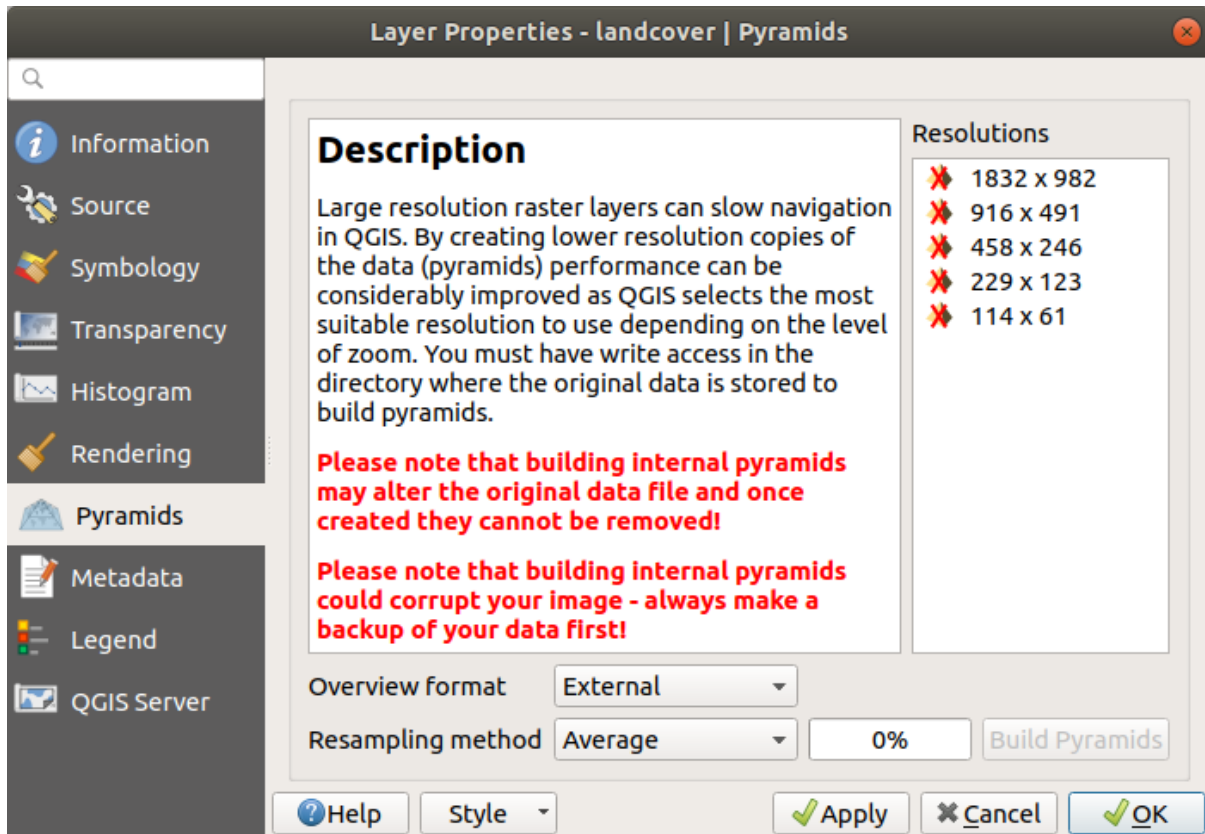 Layer Properties - landcover | Pyramids
Information
Source
Symbology
Transparency
Histogram
Rendering
Pyramids
Metadata
Legend
QGIS Server
Description
Large resolution raster layers can slow navigation
in QGIS. By creating lower resolution copies of
the data (pyramids) performance can be
considerably improved as QGIS selects the most
suitable resolution to use depending on the level
of zoom. You must have write access in the
directory where the original data is stored to
build pyramids.
Please note that building internal pyramids
may alter the original data file and once
created they cannot be removed!
Please note that building internal pyramids
could corrupt your image - always make a
backup of your data first!
Resolutions
1832 x 982
916 x 491
458 x 246
229 x 123
114 x 61
Overview format External
Resampling method Average 0% Build Pyramids
Help Style Apply Cancel OK